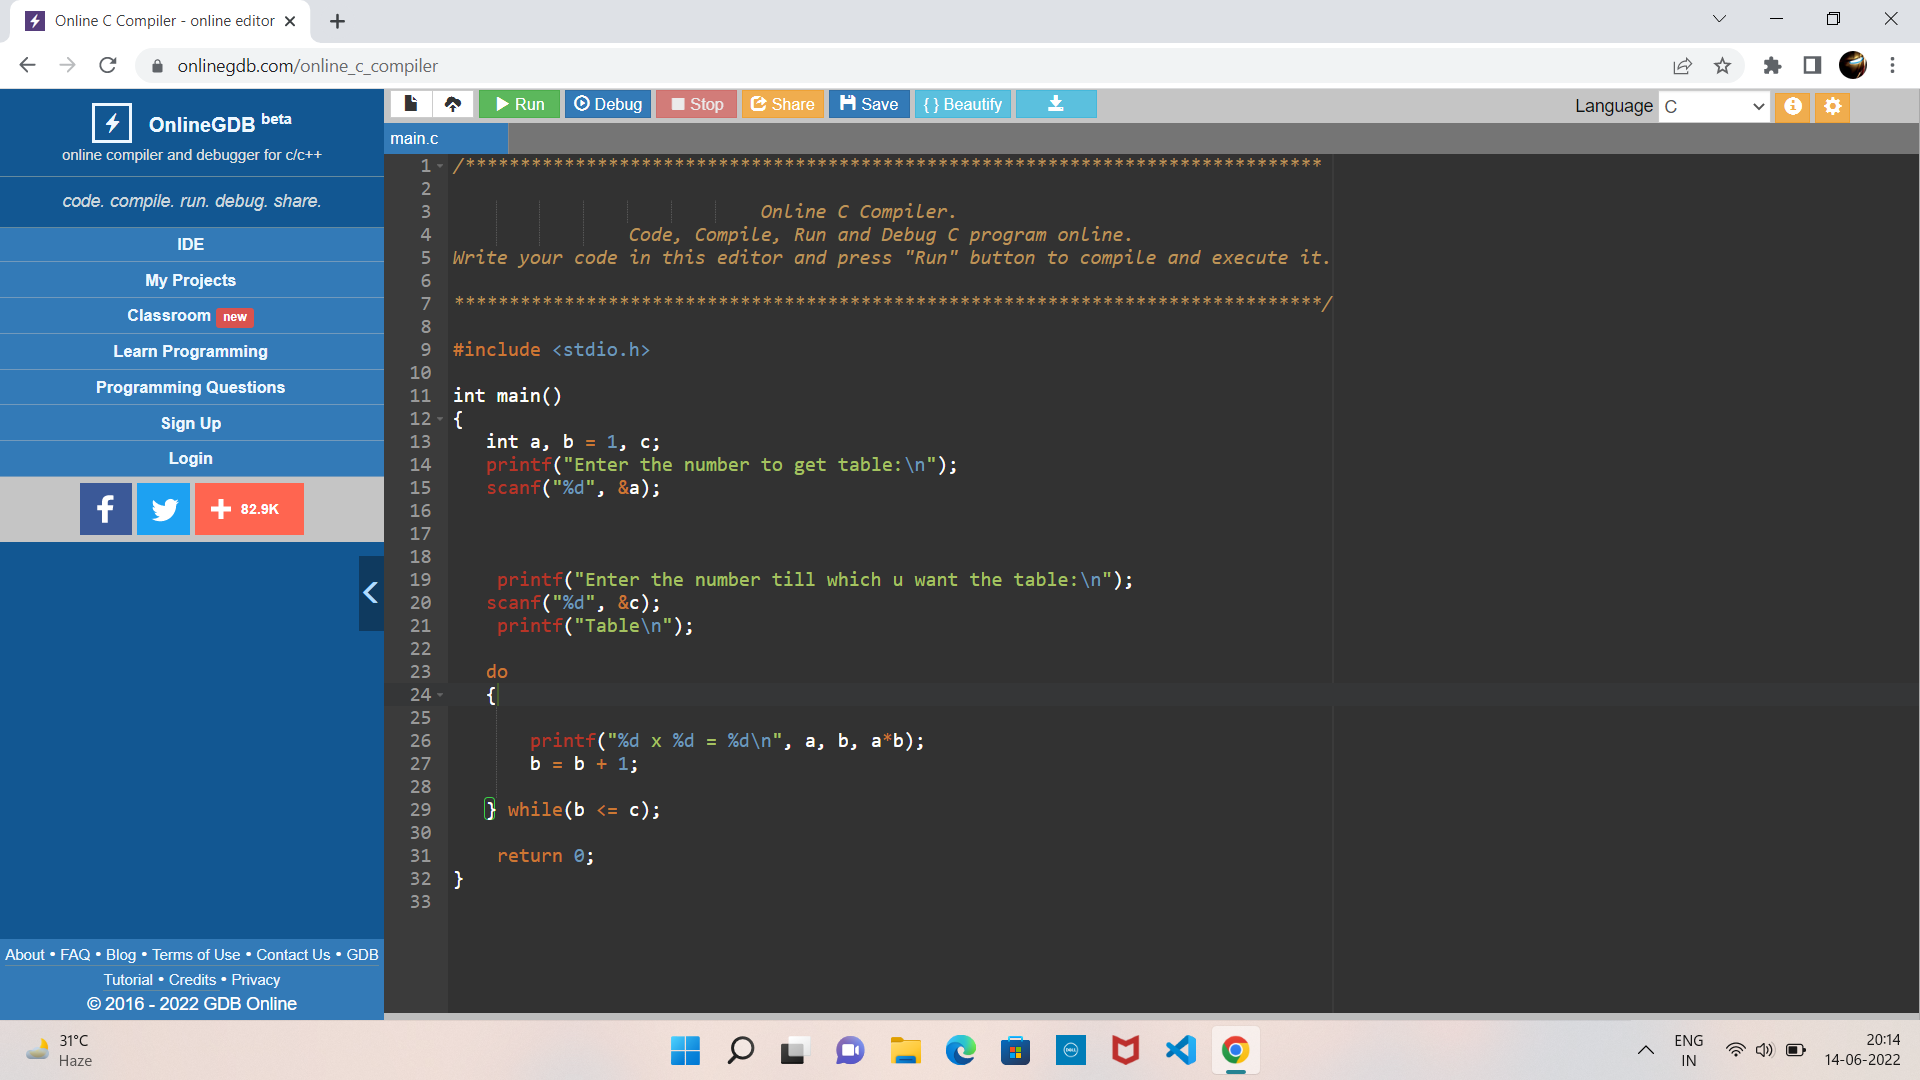 Online C Compiler - online editor
onlinegdb.com/online_c_compiler
OnlineGDB beta
online compiler and debugger for c/c++
code. compile. run. debug. share.
IDE
My Projects
Classroom new
Learn Programming
Programming Questions
Sign Up
Login
82.9K
About • FAQ • Blog • Terms of Use • Contact Us • GDB
Tutorial • Credits • Privacy
© 2016 - 2022 GDB Online
Run Debug Stop Share Save { } Beautify
Language C
main.c
1 /******************************************************************************
2
3 Online C Compiler.
4 Code, Compile, Run and Debug C program online.
5 Write your code in this editor and press "Run" button to compile and execute it.
6
7 *******************************************************************************/
8
9 #include <stdio.h>
10
11 int main()
12 {
13 int a, b = 1, c;
14 printf("Enter the number to get table:\n");
15 scanf("%d", &a);
16
17
18
19 printf("Enter the number till which u want the table:\n");
20 scanf("%d", &c);
21 printf("Table\n");
22
23 do
24 {
25
26 printf("%d x %d = %d\n", a, b, a*b);
27 b = b + 1;
28
29 } while(b <= c);
30
31 return 0;
32 }
33
31°C
Haze
DELL
ENG
IN
20:14
14-06-2022